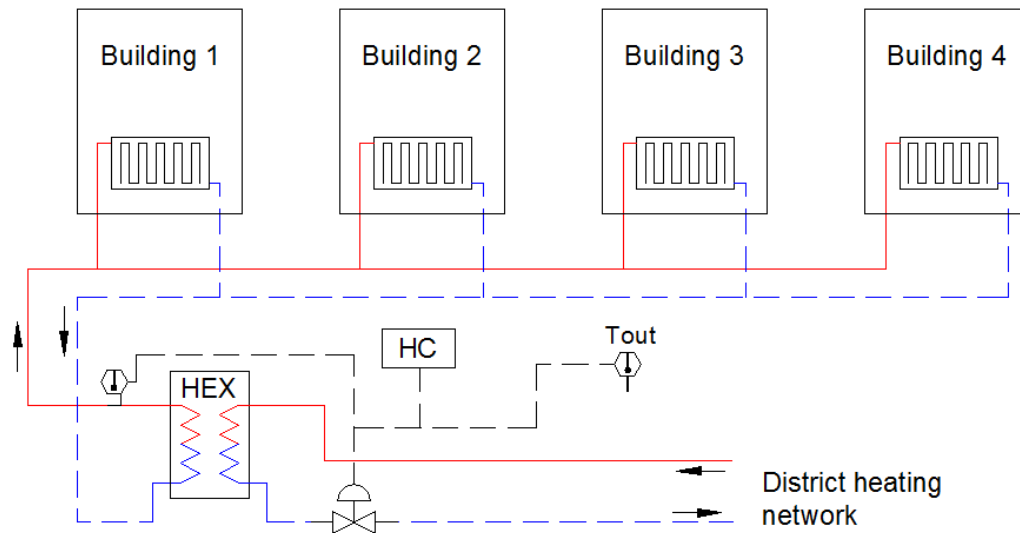 Building 1
Building 2
Building 3
Building 4
Tout
HC
HEX
District heating
network